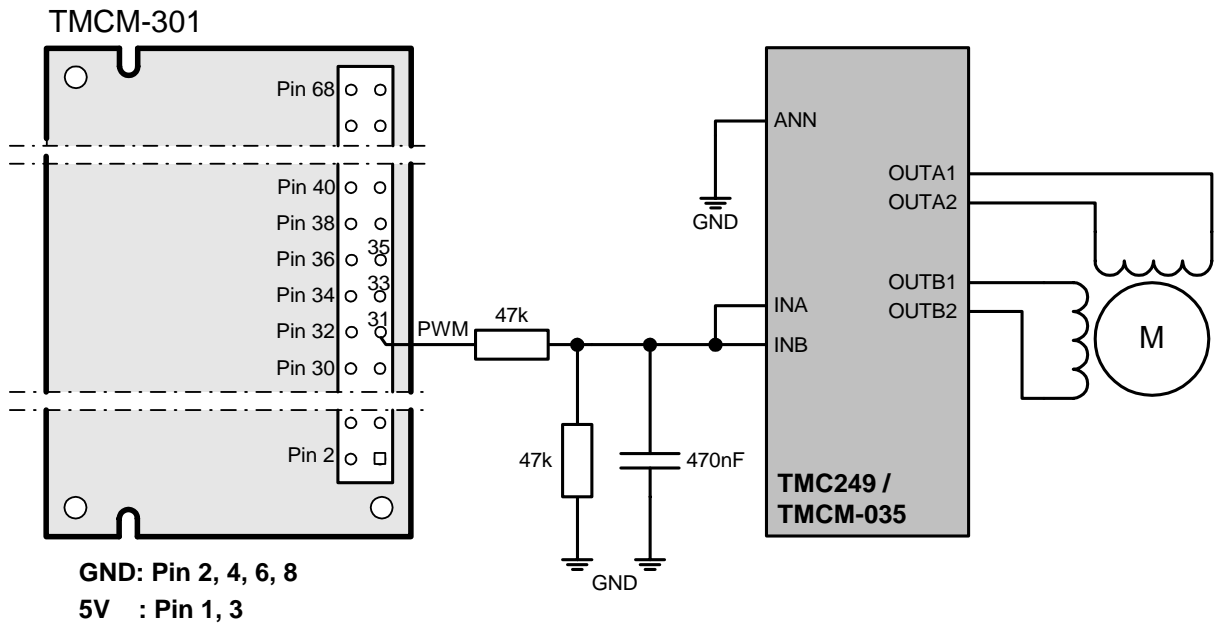 TMCM-301
Pin 68
Pin 40
Pin 38
Pin 36
35
Pin 34
33
Pin 32
31
Pin 30
Pin 2
PWM
47k
47k
470nF
GND
GND
ANN
INA
INB
OUTA1
OUTA2
OUTB1
OUTB2
TMC249 /
TMCM-035
M
GND: Pin 2, 4, 6, 8
5V : Pin 1, 3